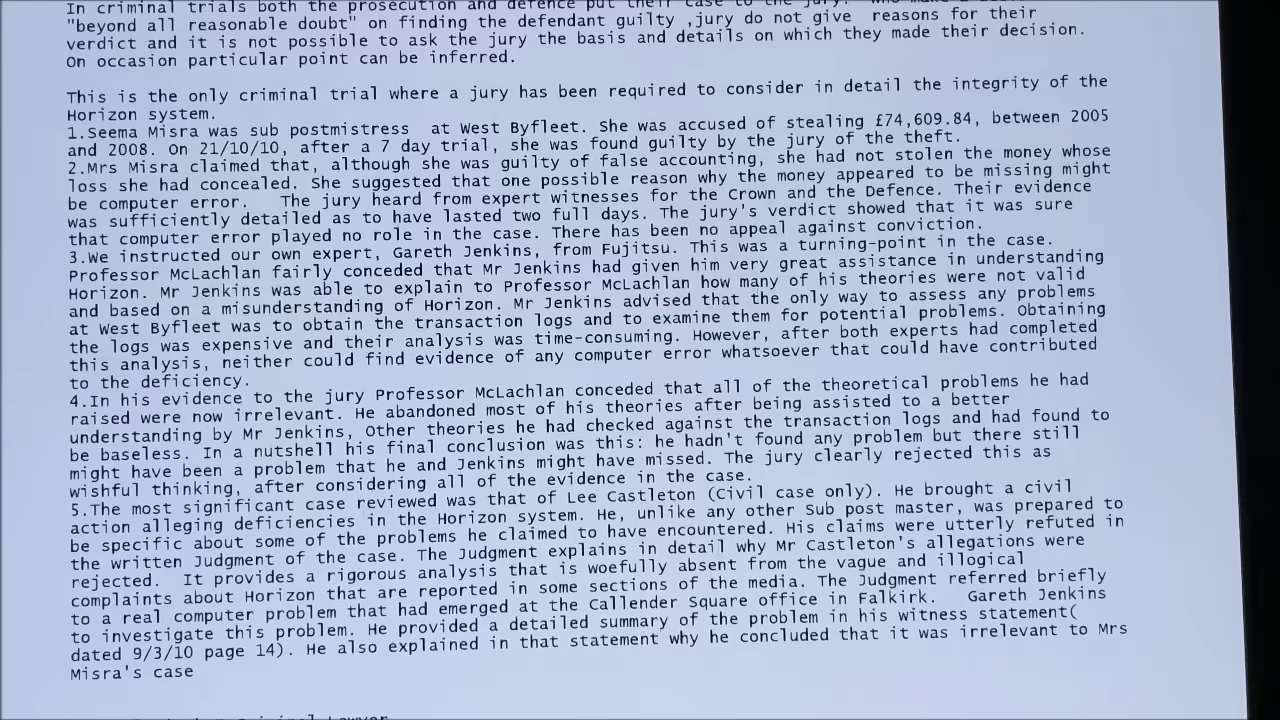 In criminal trials both the prosecution and defence put their case to the jury.
"beyond all reasonable doubt" on finding the defendant guilty ,jury do not give reasons for their
verdict and it is not possible to ask the jury the basis and details on which they made their decision.
On occasion particular point can be inferred.
This is the only criminal trial where a jury has been required to consider in detail the integrity of the
Horizon system.
1.Seema Misra was sub postmistress at West Byfleet. She was accused of stealing £74,609.84, between 2005
and 2008. On 21/10/10, after a 7 day trial, she was found guilty by the jury of the theft.
2.Mrs Misra claimed that, although she was guilty of false accounting, she had not stolen the money whose
loss she had concealed. She suggested that one possible reason why the money appeared to be missing might
be computer error. The jury heard from expert witnesses for the Crown and the Defence. Their evidence
was sufficiently detailed as to have lasted two full days. The jury's verdict showed that it was sure
that computer error played no role in the case. There has been no appeal against conviction.
3.We instructed our own expert, Gareth Jenkins, from Fujitsu. This was a turning-point in the case.
Professor McLachlan fairly conceded that Mr Jenkins had given him very great assistance in understanding
Horizon. Mr Jenkins was able to explain to Professor McLachlan how many of his theories were not valid
and based on a misunderstanding of Horizon. Mr Jenkins advised that the only way to assess any problems
at West Byfleet was to obtain the transaction logs and to examine them for potential problems. Obtaining
the logs was expensive and their analysis was time-consuming. However, after both experts had completed
this analysis, neither could find evidence of any computer error whatsoever that could have contributed
to the deficiency.
4.In his evidence to the jury Professor McLachlan conceded that all of the theoretical problems he had
raised were now irrelevant. He abandoned most of his theories after being assisted to a better
understanding by Mr Jenkins, Other theories he had checked against the transaction logs and had found to
be baseless. In a nutshell his final conclusion was this: he hadn't found any problem but there still
might have been a problem that he and Jenkins might have missed. The jury clearly rejected this as
wishful thinking, after considering all of the evidence in the case.
5.The most significant case reviewed was that of Lee Castleton (Civil case only). He brought a civil
action alleging deficiencies in the Horizon system. He, unlike any other Sub post master, was prepared to
be specific about some of the problems he claimed to have encountered. His claims were utterly refuted in
the written Judgment of the case. The Judgment explains in detail why Mr Castleton's allegations were
rejected. It provides a rigorous analysis that is woefully absent from the vague and illogical
complaints about Horizon that are reported in some sections of the media. The Judgment referred briefly
to a real computer problem that had emerged at the Callender Square office in Falkirk. Gareth Jenkins
to investigate this problem. He provided a detailed summary of the problem in his witness statement(
dated 9/3/10 page 14). He also explained in that statement why he concluded that it was irrelevant to Mrs
Misra's case
Lawyer